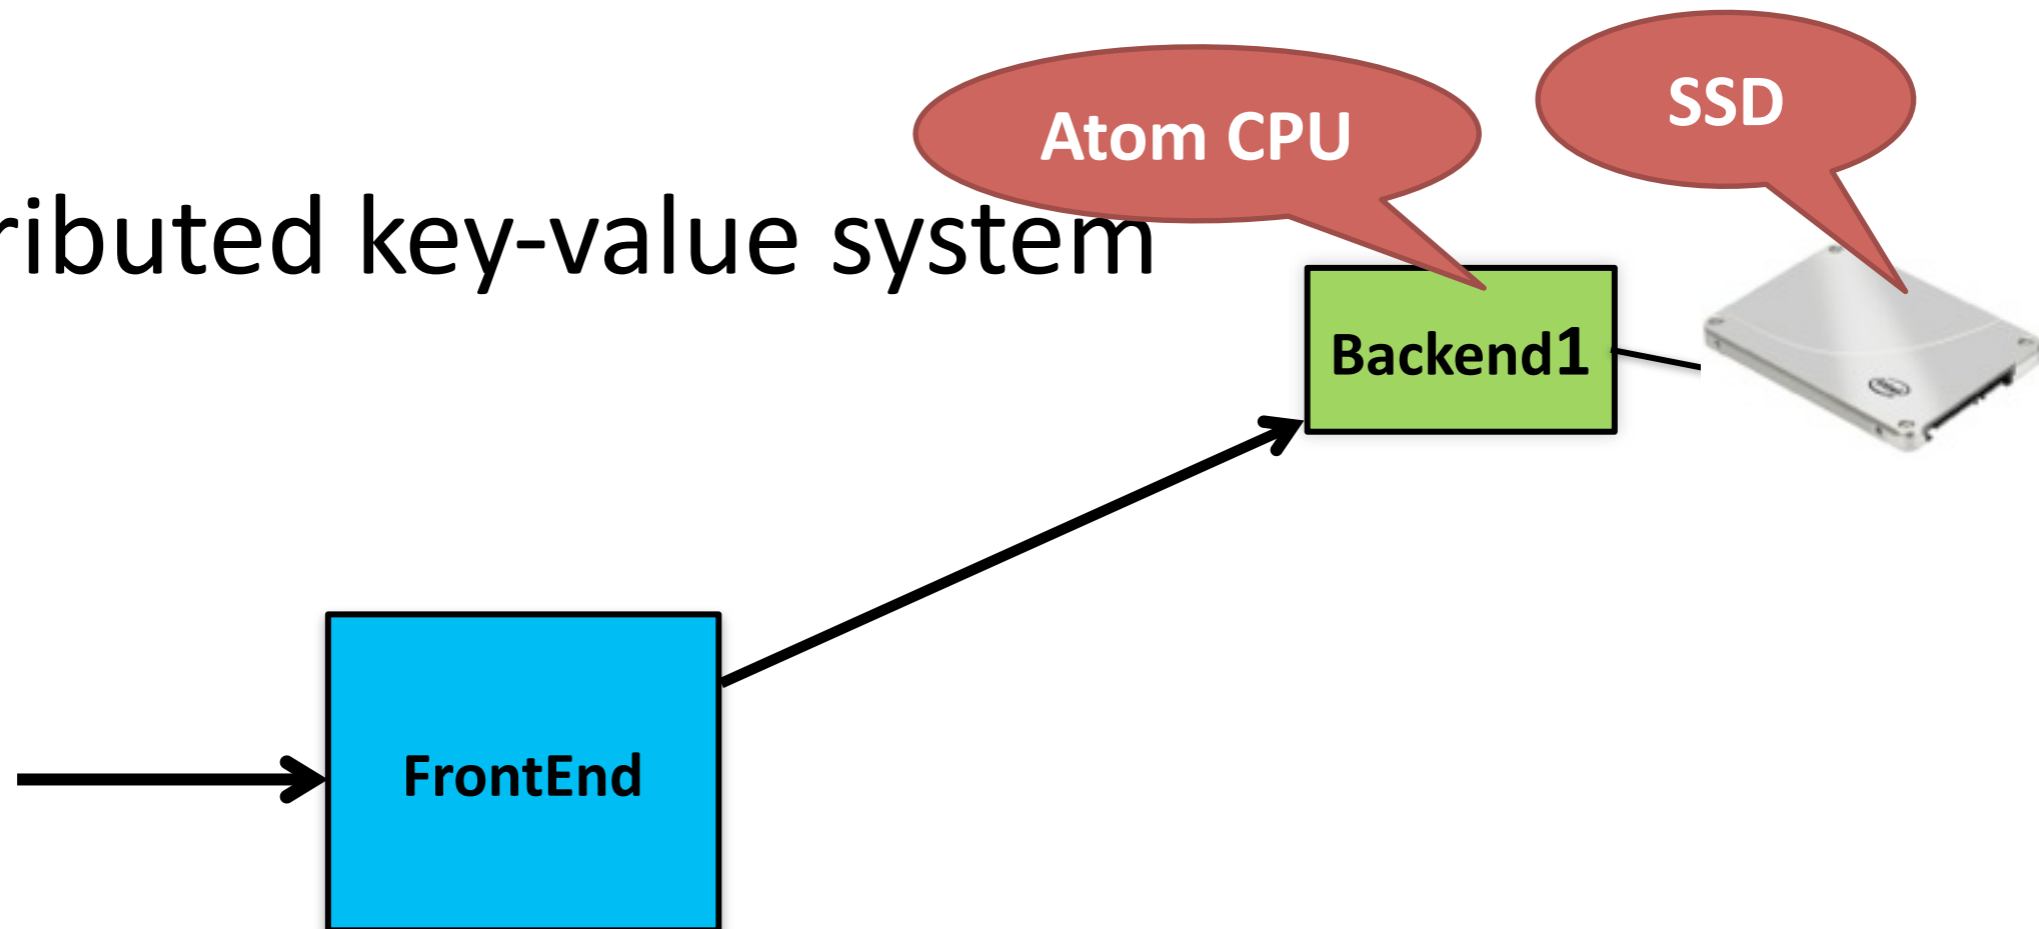 SSD
Atom CPU
ributed key-value system
Backend1
FrontEnd